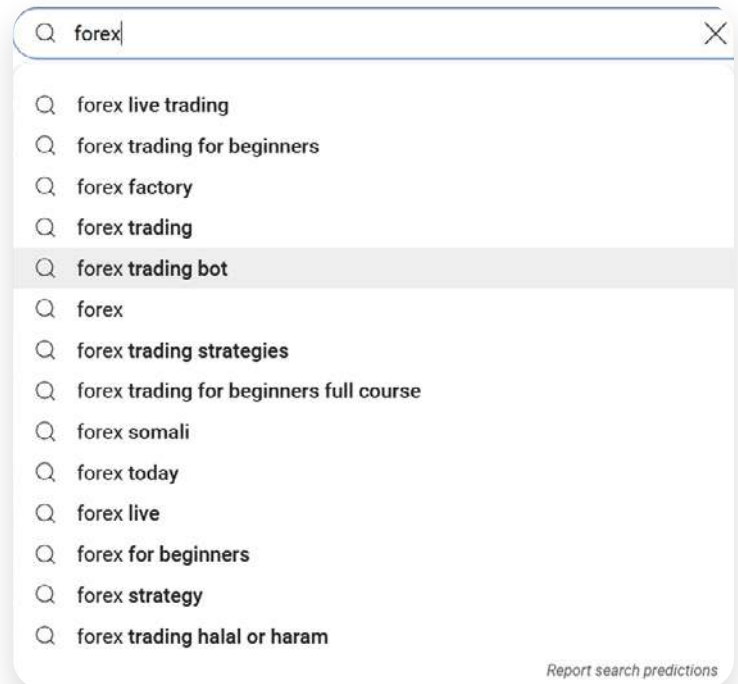 forex
forex live trading
forex trading for beginners
forex factory
forex trading
forex trading bot
forex
forex trading strategies
forex trading for beginners full course
forex somali
forex today
forex live
forex for beginners
forex strategy
forex trading halal or haram
Report search predictions